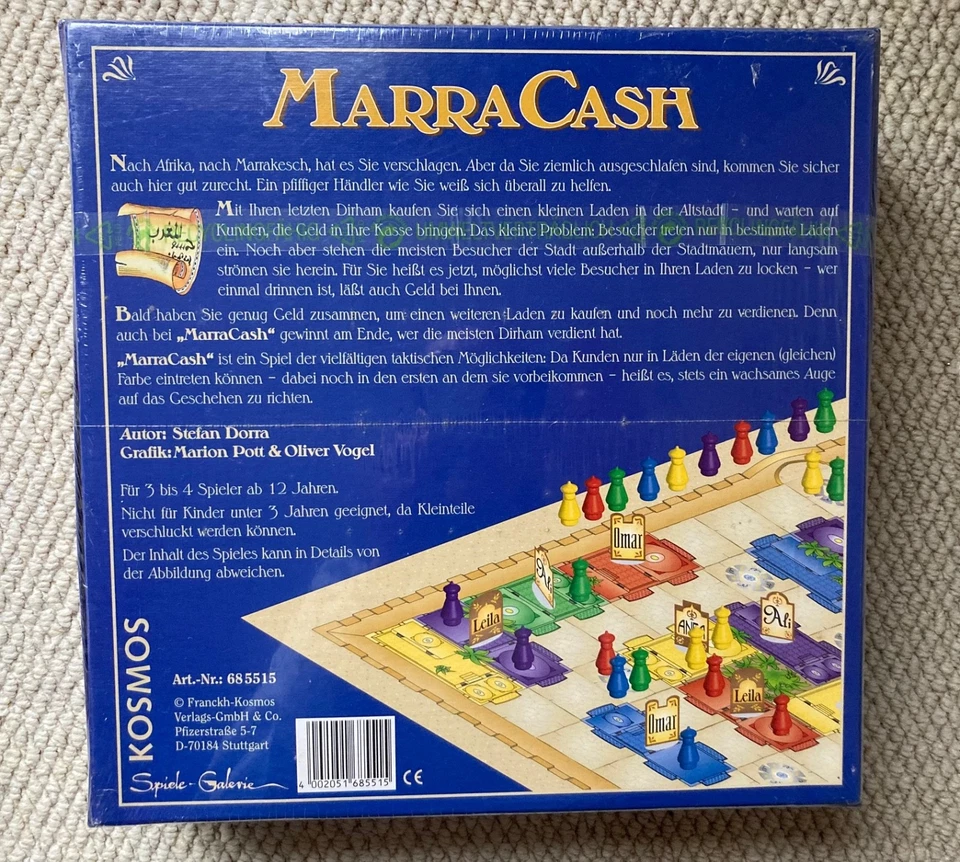 MARRACASH
Nach Afrika, nach Marrakesch, hat es Sie verschlagen. Aber da Sie ziemlich ausgeschlafen sind, kommen Sie sicher
auch hier gut zurecht. Ein pfiffiger Händler wie Sie weiß sich überall zu helfen.
Mit Ihren letzten Dirham kaufen Sie sich einen kleinen Laden in der Altstadt – und warten auf
Kunden, die Geld in Ihre Kasse bringen. Das kleine Problem: Besucher treten nur in bestimmte Läden
ein. Noch aber stehen die meisten Besucher der Stadt außerhalb der Stadtmauern, nur langsam
strömen sie herein. Für Sie heißt es jetzt, möglichst viele Besucher in Ihren Laden zu locken – wer
einmal drinnen ist, läßt auch Geld bei Ihnen.
Bald haben Sie genug Geld zusammen, um einen weiteren Laden zu kaufen und noch mehr zu verdienen. Denn
auch bei „MarraCash“ gewinnt am Ende, wer die meisten Dirham verdient hat.
„MarraCash“ ist ein Spiel der vielfältigen taktischen Möglichkeiten: Da Kunden nur in Läden der eigenen (gleichen)
Farbe eintreten können – dabei noch in den ersten an dem sie vorbeikommen – heißt es, stets ein wachsames Auge
auf das Geschehen zu richten.
Autor: Stefan Dorra
Grafik: Marion Pott & Oliver Vogel
Für 3 bis 4 Spieler ab 12 Jahren.
Nicht für Kinder unter 3 Jahren geeignet, da Kleinteile
verschluckt werden können.
Der Inhalt des Spieles kann in Details von
der Abbildung abweichen.
Omar
Ali
Leila
Ali
Leila
Omar
KOSMOS
Art.-Nr.: 685515
© Franckh-Kosmos
Verlags-GmbH & Co.
Pfizerstraße 5-7
D-70184 Stuttgart
Spiele-Galerie
4 002051 685515
CE